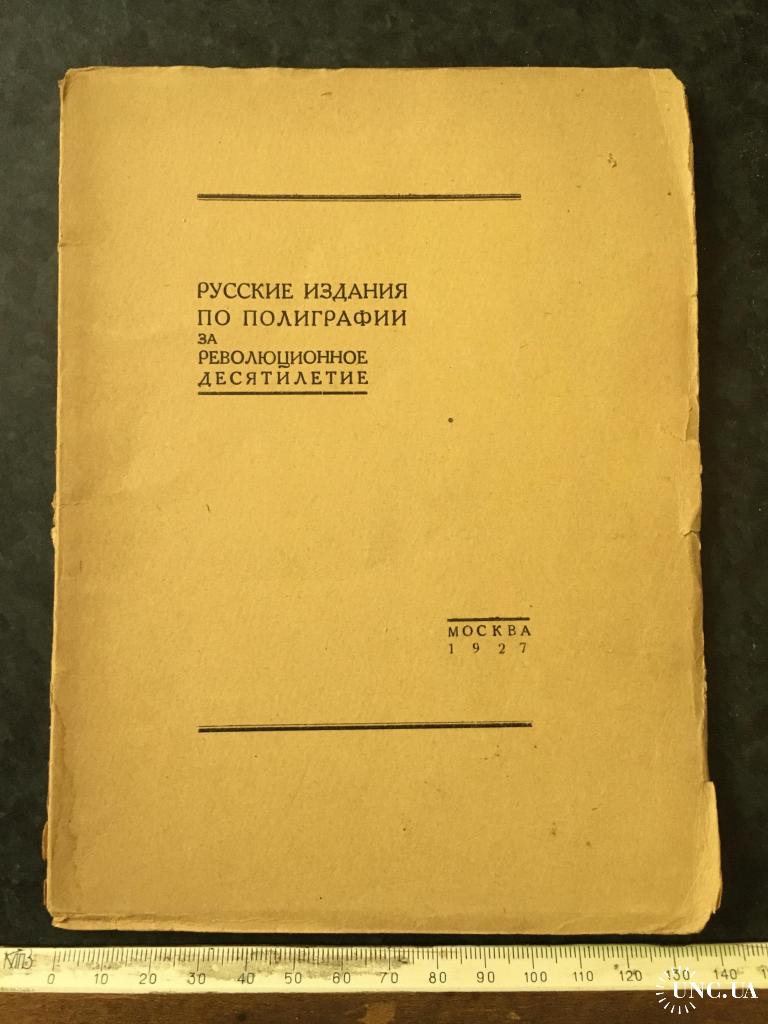 РУССКИЕ ИЗДАНИЯ
ПО ПОЛИГРАФИИ
ЗА
РЕВОЛЮЦИОННОЕ
ДЕСЯТИЛЕТИЕ
МОСКВА
1927
0 10 20 30 40 50 60 70 80 90 100 110 120 130 140
UNC.UA